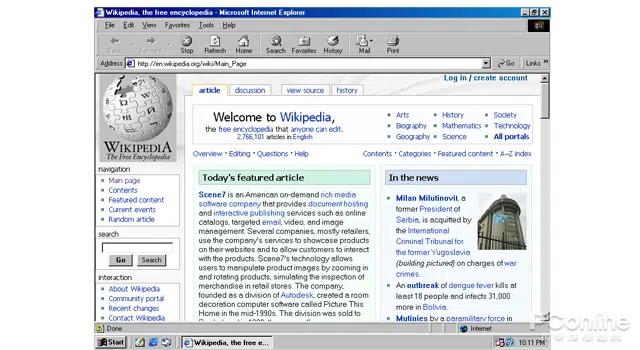 Wikipedia, the free encyclopedia - Microsoft Internet Explorer
File Edit View Favorites Tools Help
Back Forward Stop Refresh Home Search Favorites History Mail Print
Address http://en.wikipedia.org/wiki/Main_Page Go Links
Log in / create account
article discussion view source history
WIKIPEDIA
The Free Encyclopedia
navigation
Main page
Contents
Featured content
Current events
Random article
search
Go Search
interaction
About Wikipedia
Community portal
Recent changes
Contact Wikipedia
Welcome to Wikipedia,
the free encyclopedia that anyone can edit.
2,766,101 articles in English
Arts History Society
Biography Mathematics Technology
Geography Science All portals
Overview · Editing · Questions · Help
Contents · Categories · Featured content · A–Z index
Today's featured article
Scene7 is an American on-demand rich media
software company that provides document hosting
and interactive publishing services such as online
catalogs, targeted email, video, and image
management. Several companies, mostly retailers,
use the company's services to showcase products
on their websites and to allow customers to interact
with the products. Scene7's technology allows
users to manipulate product images by zooming in
and rotating products, simulating the inspection of
merchandise in retail stores. The company,
founded as a division of Autodesk, created a room
decoration computer software called Picture This
Home in the mid-1990s. The division was sold to
In the news
Milan Milutinović, a
former President of
Serbia, is acquitted by
the International
Criminal Tribunal for
the former Yugoslavia
(building pictured) on charges of war
crimes.
An outbreak of dengue fever kills at
least 18 people and infects 31,000
more in Bolivia.
Mutinies by a paramilitary force in
Done Internet
Start Wikipedia, the free e... 10:11 PM
PConline